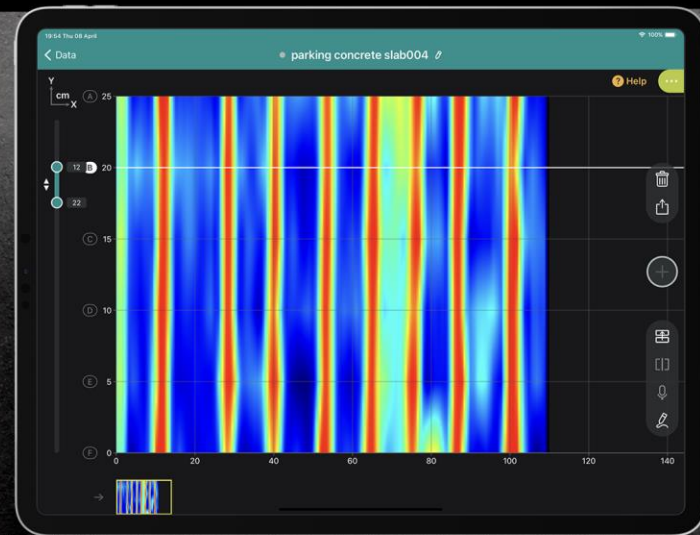 19:54 Thu 08 April
100%
Data
parking concrete slab004
Help
Y
cm
X
A 25
12 B 20
22
C 15
D 10
E 5
F 0
0 20 40 60 80 100 120 140